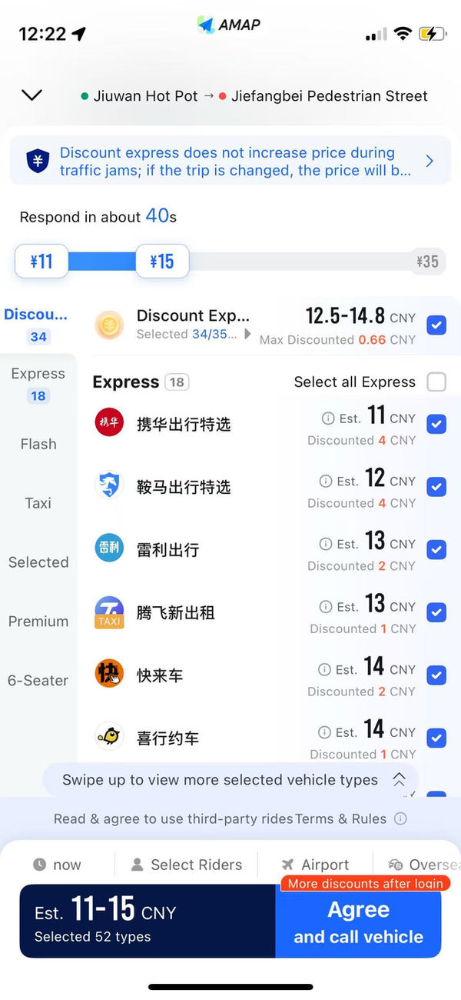 12:22
AMAP
Jiuwan Hot Pot → Jiefangbei Pedestrian Street
¥
Discount express does not increase price during
traffic jams; if the trip is changed, the price will b...
Respond in about 40s
¥11
¥15
¥35
Discou...
34
Discount Exp...
12.5-14.8 CNY
Selected 34/35...
Max Discounted 0.66 CNY
Express
18
Flash
Taxi
Selected
Premium
6-Seater
Express 18
Select all Express
携华
携华出行特选
Est. 11 CNY
Discounted 4 CNY
鞍马出行特选
Est. 12 CNY
Discounted 4 CNY
雷利
雷利出行
Est. 13 CNY
Discounted 2 CNY
TAXI
腾飞新出租
Est. 13 CNY
Discounted 1 CNY
快
快来车
Est. 14 CNY
Discounted 2 CNY
喜行约车
Est. 14 CNY
Discounted 1 CNY
Swipe up to view more selected vehicle types
Read & agree to use third-party rides Terms & Rules
now
Select Riders
Airport
Oversea
More discounts after login
Est. 11-15 CNY
Selected 52 types
Agree
and call vehicle